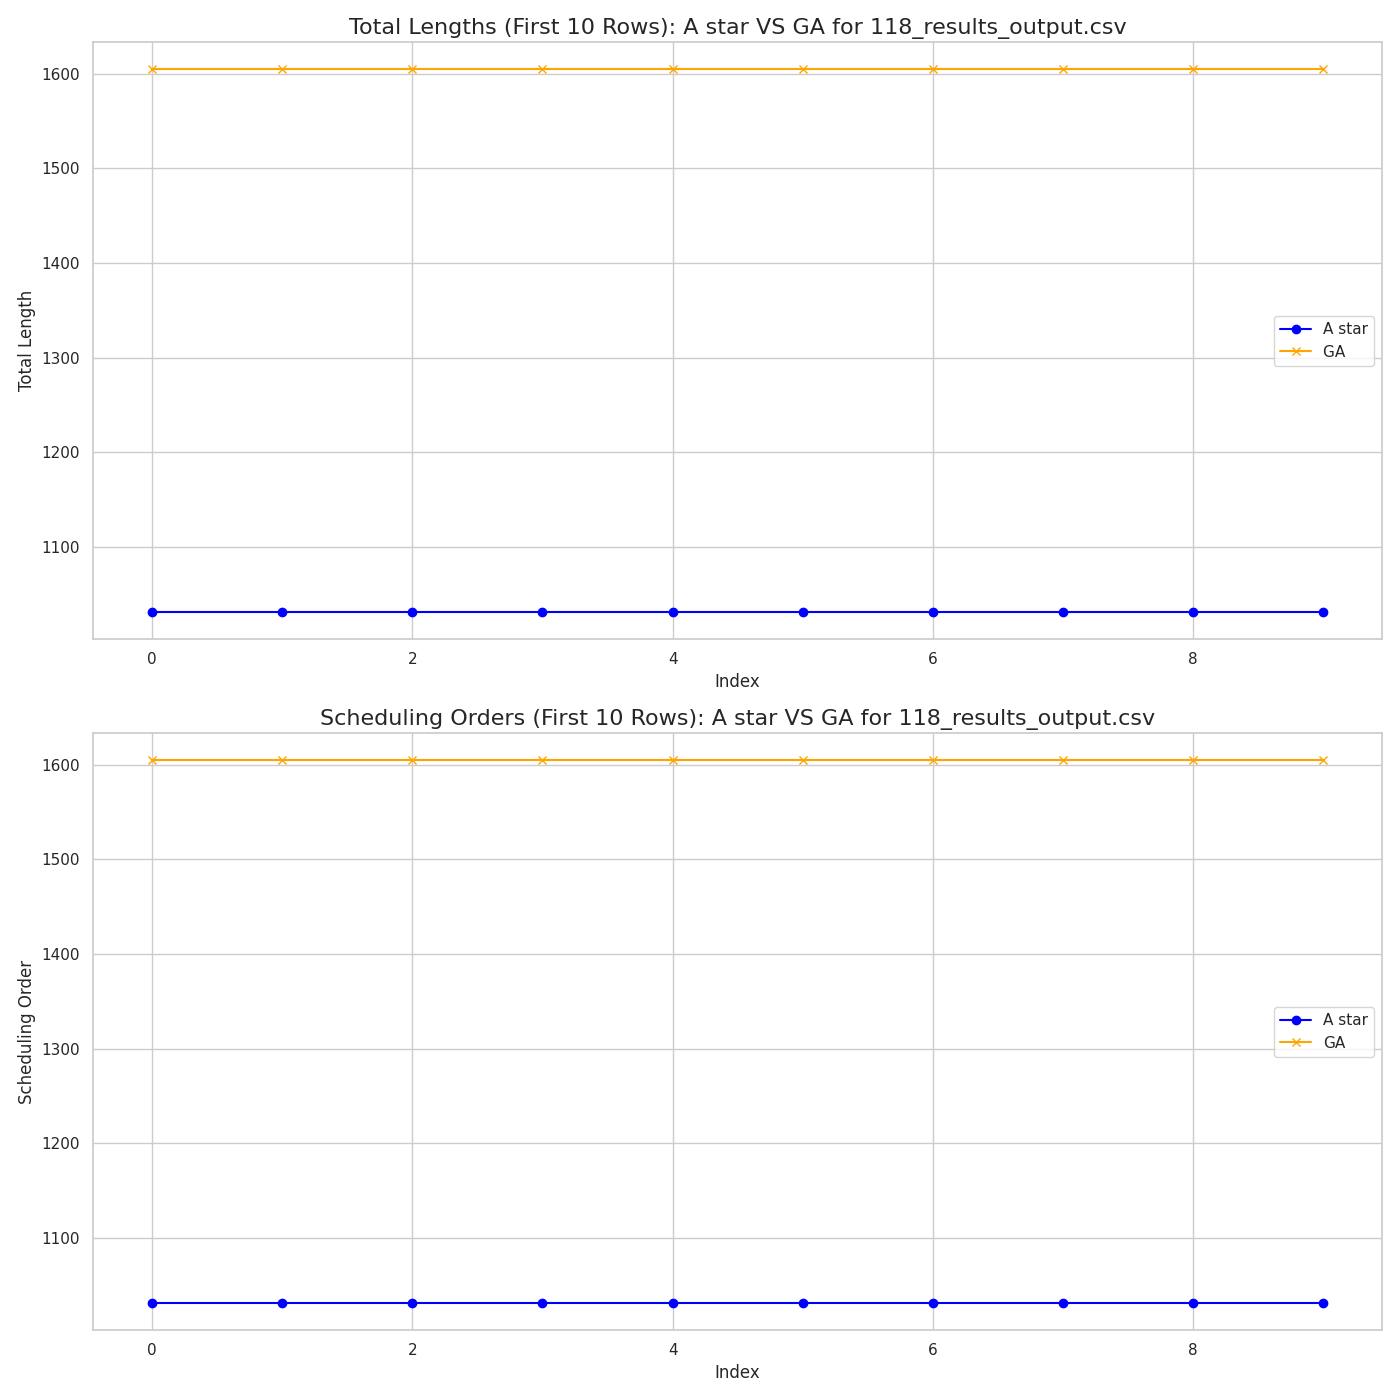 Total Lengths (First 10 Rows): A star VS GA for 118_results_output.csv
1600
1500
1400
1300
1200
1100
Total Length
A star
GA
0 2 4 6 8
Index
Scheduling Orders (First 10 Rows): A star VS GA for 118_results_output.csv
1600
1500
1400
1300
1200
1100
Scheduling Order
A star
GA
0 2 4 6 8
Index